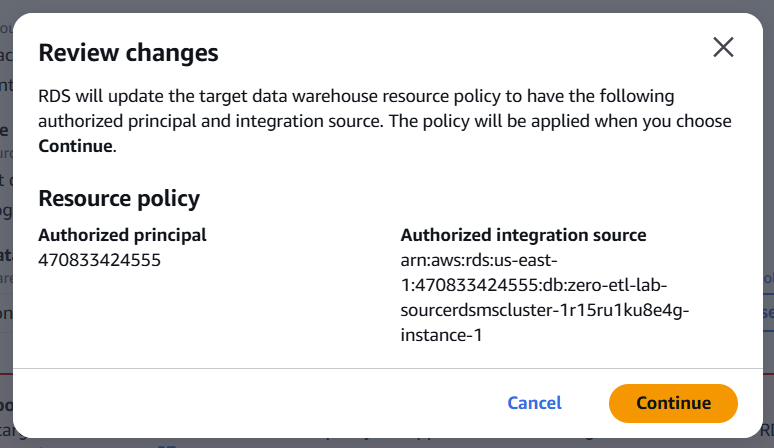 Review changes
RDS will update the target data warehouse resource policy to have the following
authorized principal and integration source. The policy will be applied when you choose
Continue.
Resource policy
Authorized principal
470833424555
Authorized integration source
arn:aws:rds:us-east-
1:470833424555:db:zero-etl-lab-
sourcerdsmscluster-1r15ru1ku8e4g-
instance-1
Cancel
Continue